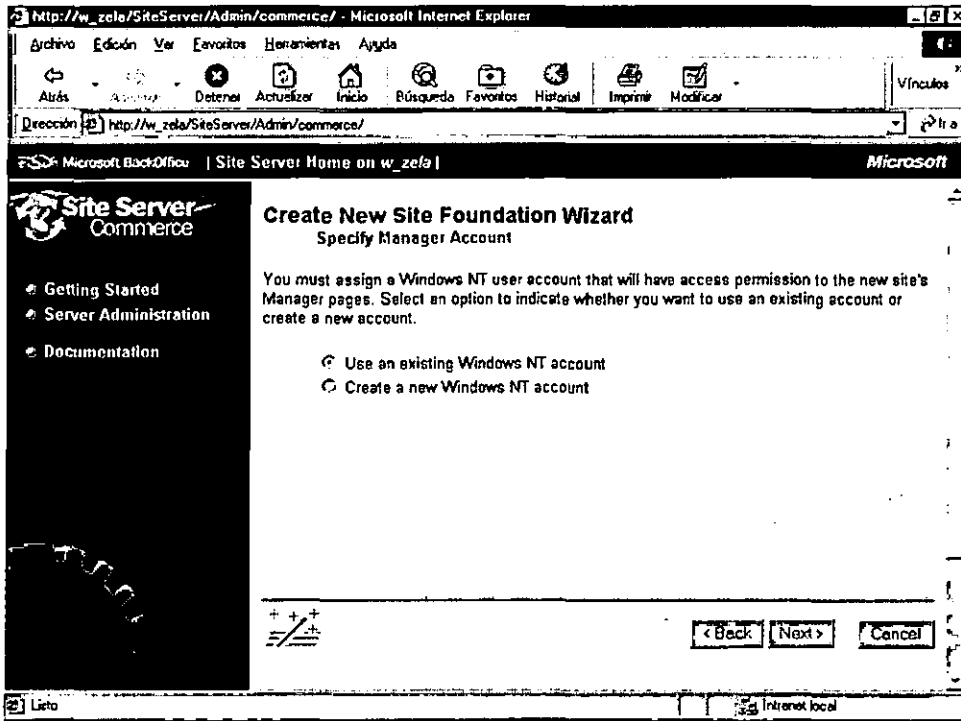 http://w_zela/SiteServer/Admin/commerce/ - Microsoft Internet Explorer
Archivo Edición Ver Favoritos Herramientas Ayuda
Atrás Detener Actualizar Inicio Búsqueda Favoritos Historial Imprimir Modificar Vínculos
Dirección http://w_zela/SiteServer/Admin/commerce/ Ir a
Microsoft BackOffice | Site Server Home on w_zela | Microsoft
Site Server
Commerce
Getting Started
Server Administration
Documentation
Create New Site Foundation Wizard
Specify Manager Account
You must assign a Windows NT user account that will have access permission to the new site's
Manager pages. Select an option to indicate whether you want to use an existing account or
create a new account.
Use an existing Windows NT account
Create a new Windows NT account
< Back Next > Cancel
Listo Intranet local